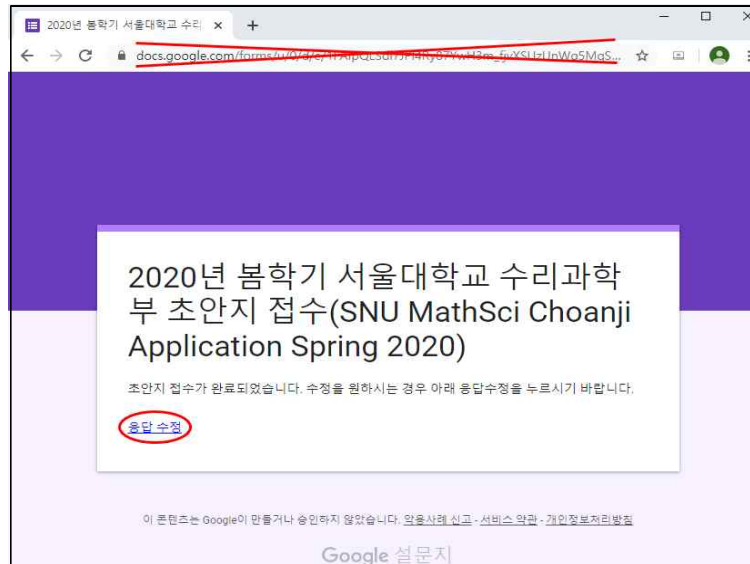 2020년 봄학기 서울대학교 수리
docs.google.com/forms/u/0/d/e/
2020년 봄학기 서울대학교 수리과학
부 초안지 접수(SNU MathSci Choanji
Application Spring 2020)
초안지 접수가 완료되었습니다. 수정을 원하시는 경우 아래 응답수정을 누르시기 바랍니다.
응답 수정
이 콘텐츠는 Google이 만들거나 승인하지 않았습니다. 악용사례 신고 - 서비스 약관 - 개인정보처리방침
Google 설문지